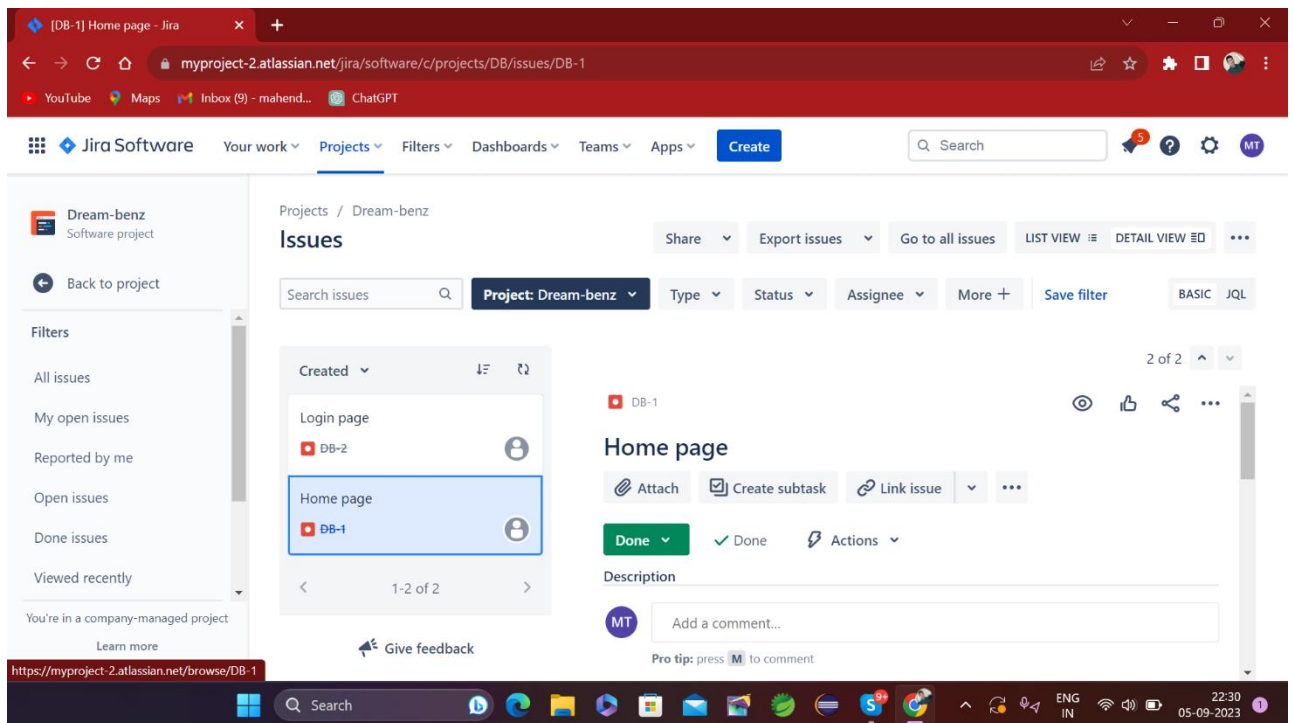 [DB-1] Home page - Jira
myproject-2.atlassian.net/jira/software/c/projects/DB/issues/DB-1
YouTube Maps Inbox (9) - mahend... ChatGPT
Jira Software Your work Projects Filters Dashboards Teams Apps Create Search 5 MT
Dream-benz
Software project
Back to project
Filters
All issues
My open issues
Reported by me
Open issues
Done issues
Viewed recently
You're in a company-managed project
Learn more
https://myproject-2.atlassian.net/browse/DB-1
Projects / Dream-benz
Issues
Share Export issues Go to all issues LIST VIEW DETAIL VIEW
Search issues Project: Dream-benz Type Status Assignee More + Save filter BASIC JQL
Created
Login page
DB-2
Home page
DB-1
1-2 of 2
Give feedback
2 of 2
DB-1
Home page
Attach Create subtask Link issue
Done Done Actions
Description
MT Add a comment...
Pro tip: press M to comment
Search 9+ ENG IN 22:30 05-09-2023 1